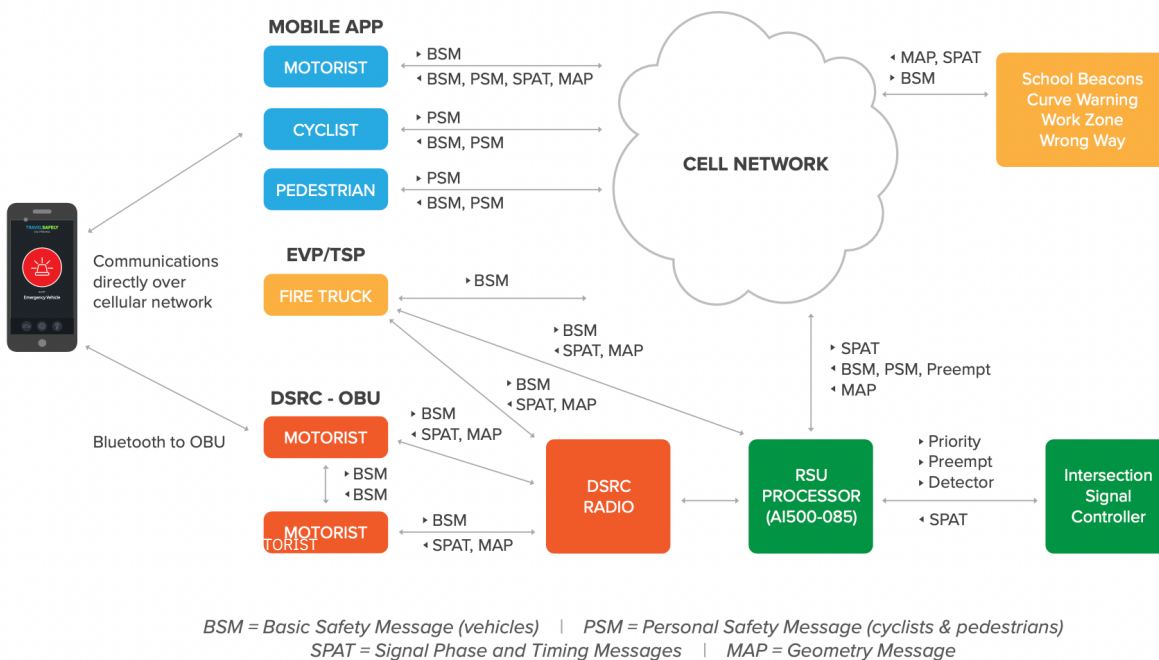 MOBILE APP
MOTORIST
▸ BSM
◂ BSM, PSM, SPAT, MAP
CYCLIST
▸ PSM
◂ BSM, PSM
PEDESTRIAN
▸ PSM
◂ BSM, PSM
CELL NETWORK
◂ MAP, SPAT
▸ BSM
School Beacons
Curve Warning
Work Zone
Wrong Way
TRAVELSAFELY
Emergency Vehicle
Communications
directly over
cellular network
EVP/TSP
FIRE TRUCK
▸ BSM
▸ BSM
◂ SPAT, MAP
▸ BSM
◂ SPAT, MAP
▸ SPAT
◂ BSM, PSM, Preempt
◂ MAP
DSRC - OBU
MOTORIST
▸ BSM
◂ SPAT, MAP
Bluetooth to OBU
▸ BSM
◂ BSM
MOTORIST
TORIST
▸ BSM
◂ SPAT, MAP
DSRC
RADIO
RSU
PROCESSOR
(AI500-085)
▸ Priority
▸ Preempt
▸ Detector
◂ SPAT
Intersection
Signal
Controller
BSM = Basic Safety Message (vehicles) | PSM = Personal Safety Message (cyclists & pedestrians)
SPAT = Signal Phase and Timing Messages | MAP = Geometry Message